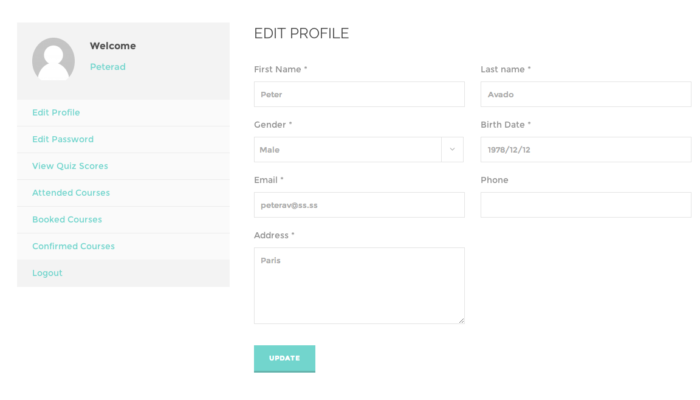 Welcome
Peterad
Edit Profile
Edit Password
View Quiz Scores
Attended Courses
Booked Courses
Confirmed Courses
Logout
EDIT PROFILE
First Name *
Last name *
Peter
Avado
Gender *
Birth Date *
Male
1978/12/12
Email *
Phone
peterav@ss.ss
Address *
Paris
UPDATE